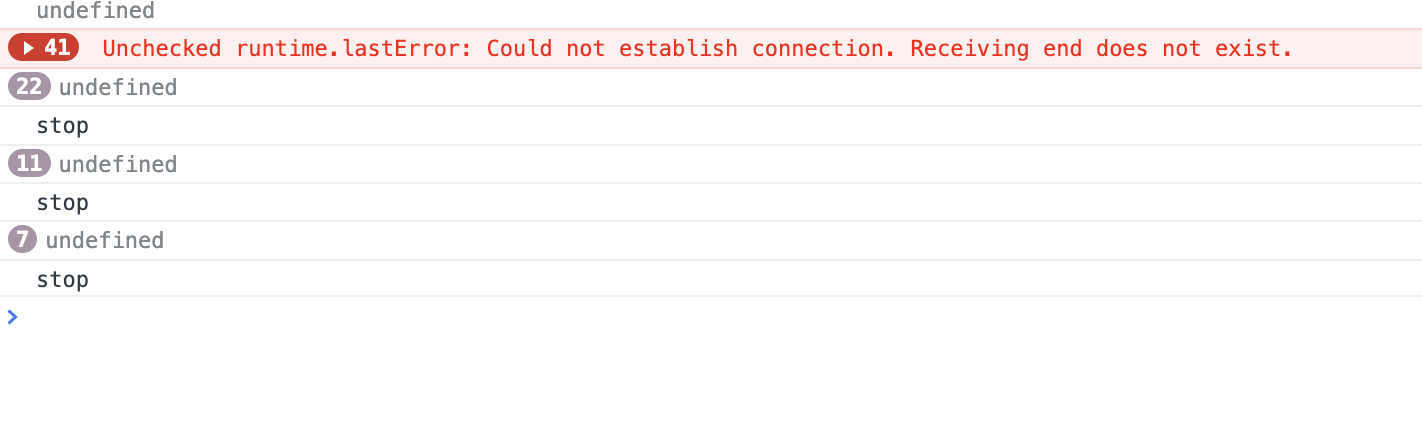 undefined
41 Unchecked runtime.lastError: Could not establish connection. Receiving end does not exist.
22 undefined
stop
11 undefined
stop
7 undefined
stop